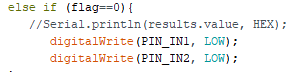 else if (flag==0){
//Serial.println(results.value, HEX);
digitalWrite(PIN_IN1, LOW);
digitalWrite(PIN_IN2, LOW);